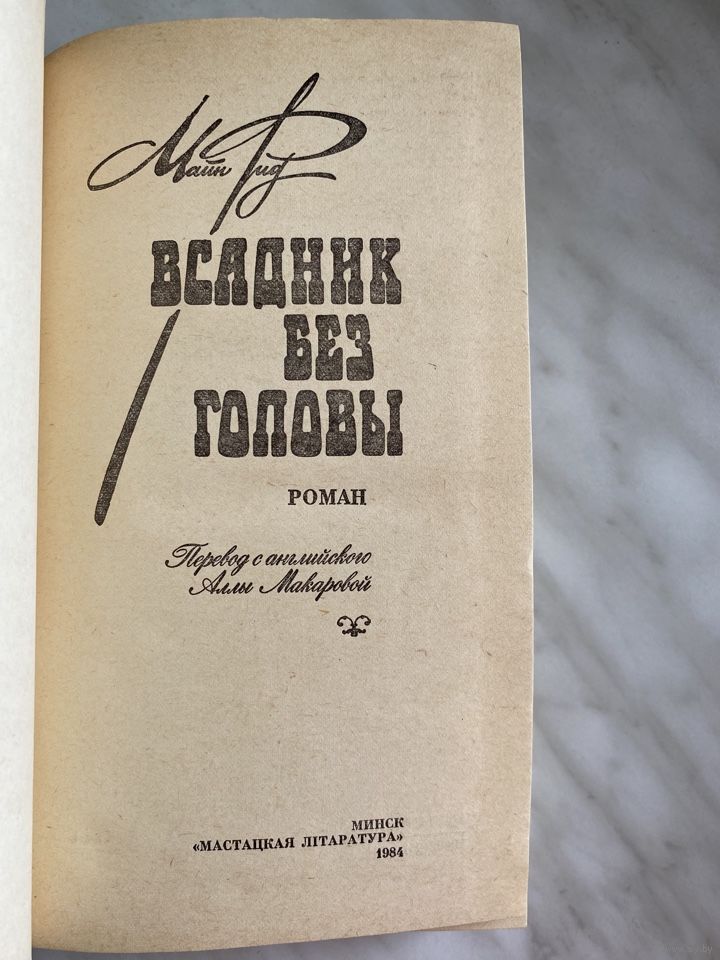 Майн Рид
ВСАДНИК
БЕЗ
ГОЛОВЫ
РОМАН
Перевод с английского
Аллы Макаровой
МИНСК
«МАСТАЦКАЯ ЛІТАРАТУРА»
1984